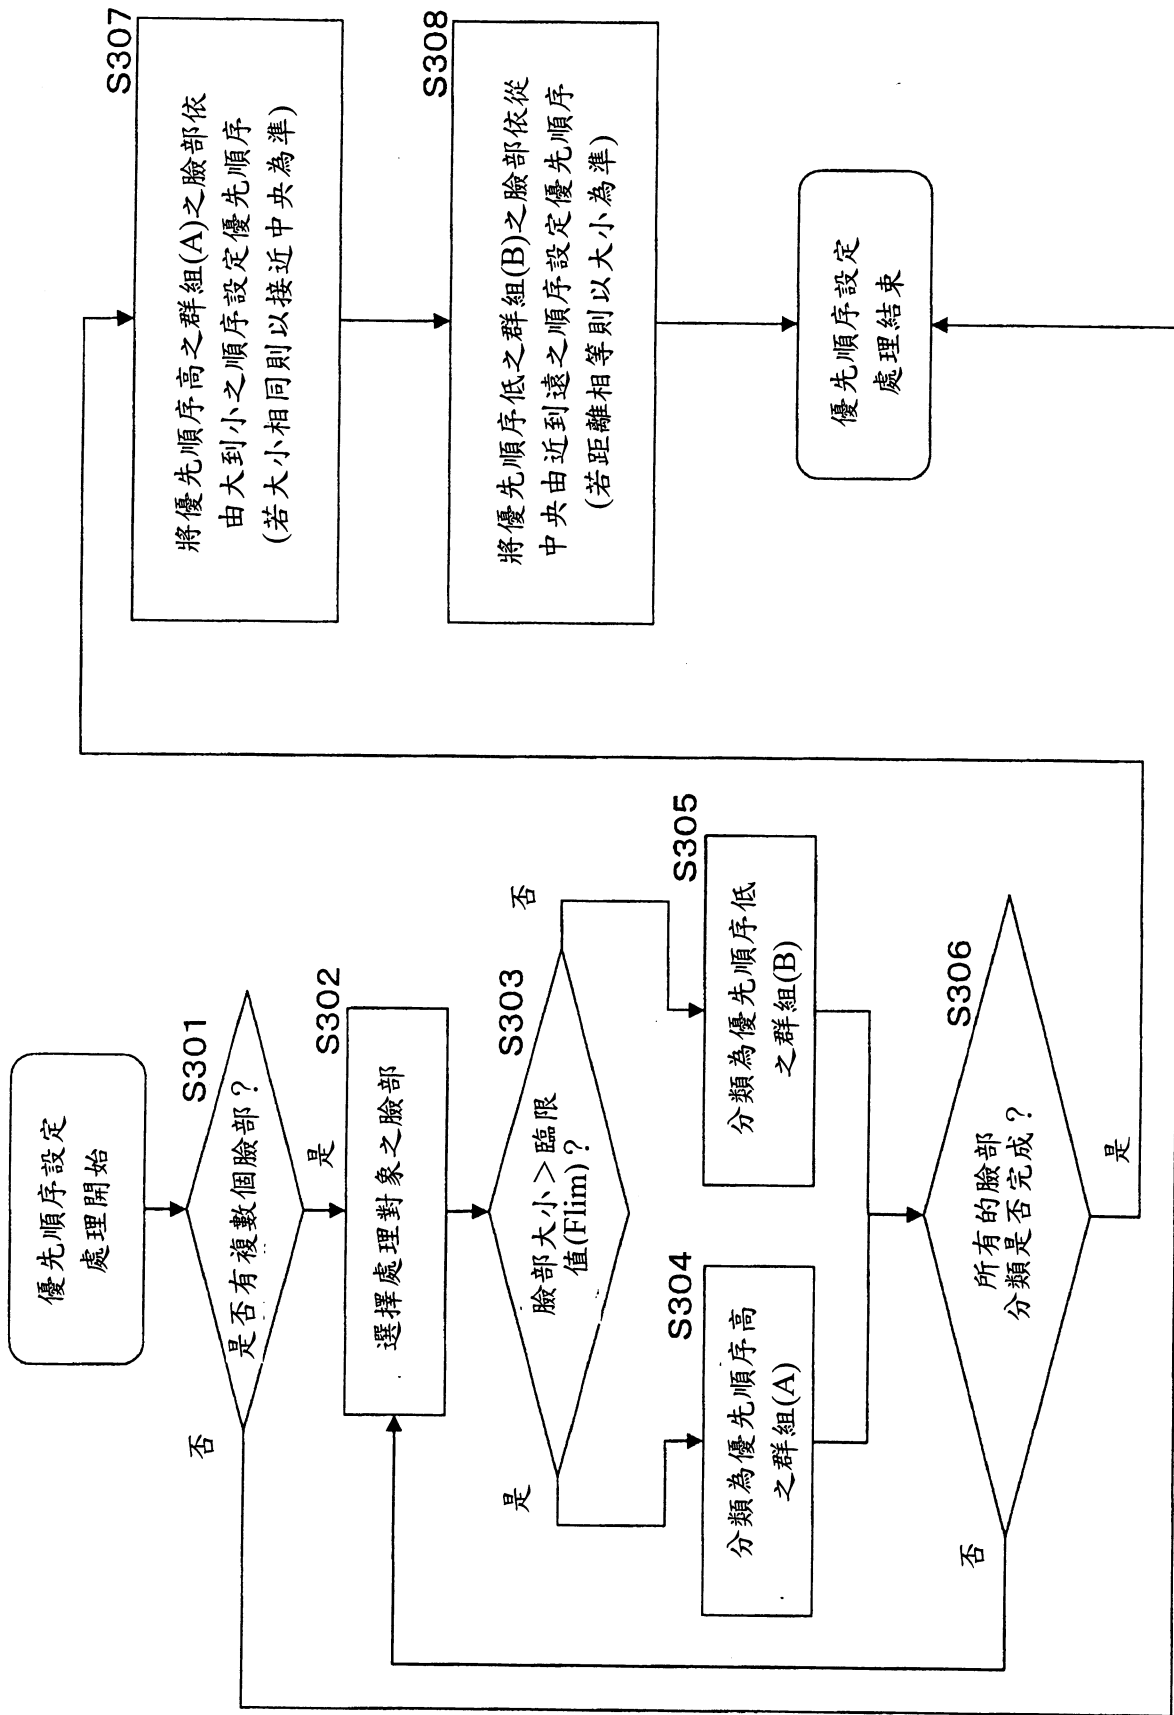 優先順序設定
處理開始
S301
是否有複數個臉部？
否
是
S302
選擇處理對象之臉部
S303
臉部大小＞臨限
值(Flim)？
是
否
S304
分類為優先順序高
之群組(A)
S305
分類為優先順序低
之群組(B)
S306
所有的臉部
分類是否完成？
否
是
S307
將優先順序高之群組(A)之臉部依
由大到小之順序設定優先順序
(若大小相同則以接近中央為準)
S308
將優先順序低之群組(B)之臉部依從
中央由近到遠之順序設定優先順序
(若距離相等則以大小為準)
優先順序設定
處理結束